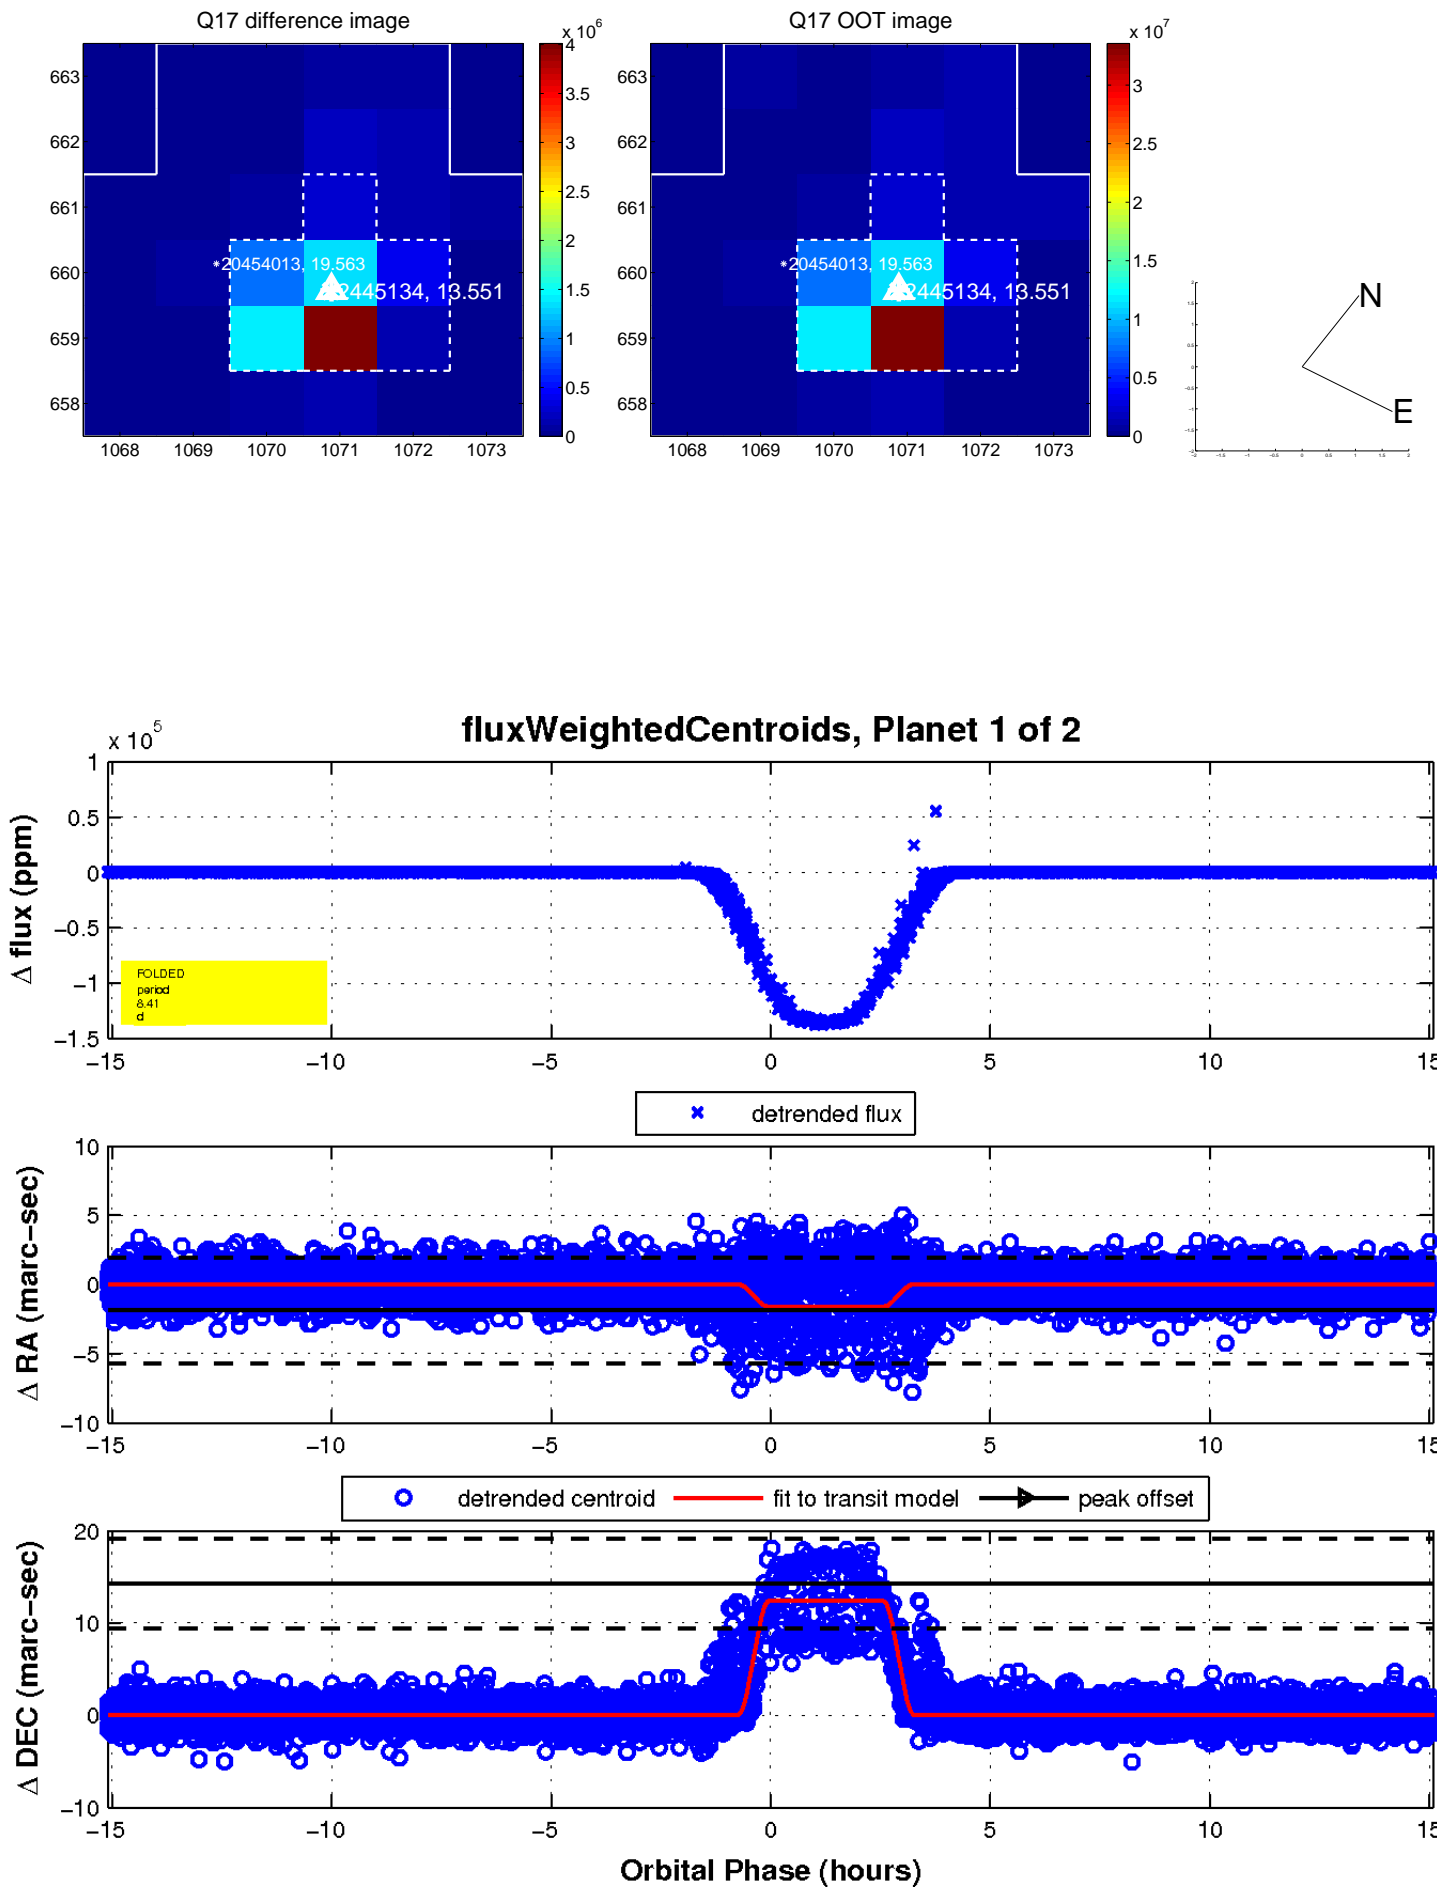 Q17 difference image
x 10^6
663
662
661
660
659
658
1068 1069 1070 1071 1072 1073
4
3.5
3
2.5
2
1.5
1
0.5
0
*20454013, 19.563
2445134, 13.551
Q17 OOT image
x 10^7
663
662
661
660
659
658
1068 1069 1070 1071 1072 1073
3
2.5
2
1.5
1
0.5
0
*20454013, 19.563
2445134, 13.551
N
E
fluxWeightedCentroids, Planet 1 of 2
x 10^5
Δ flux (ppm)
1
0.5
0
−0.5
−1
−1.5
FOLDED
period
8.41
d
−15 −10 −5 0 5 10 15
detrended flux
Δ RA (marc−sec)
10
5
0
−5
−10
−15 −10 −5 0 5 10 15
detrended centroid fit to transit model peak offset
Δ DEC (marc−sec)
20
10
0
−10
−15 −10 −5 0 5 10 15
Orbital Phase (hours)